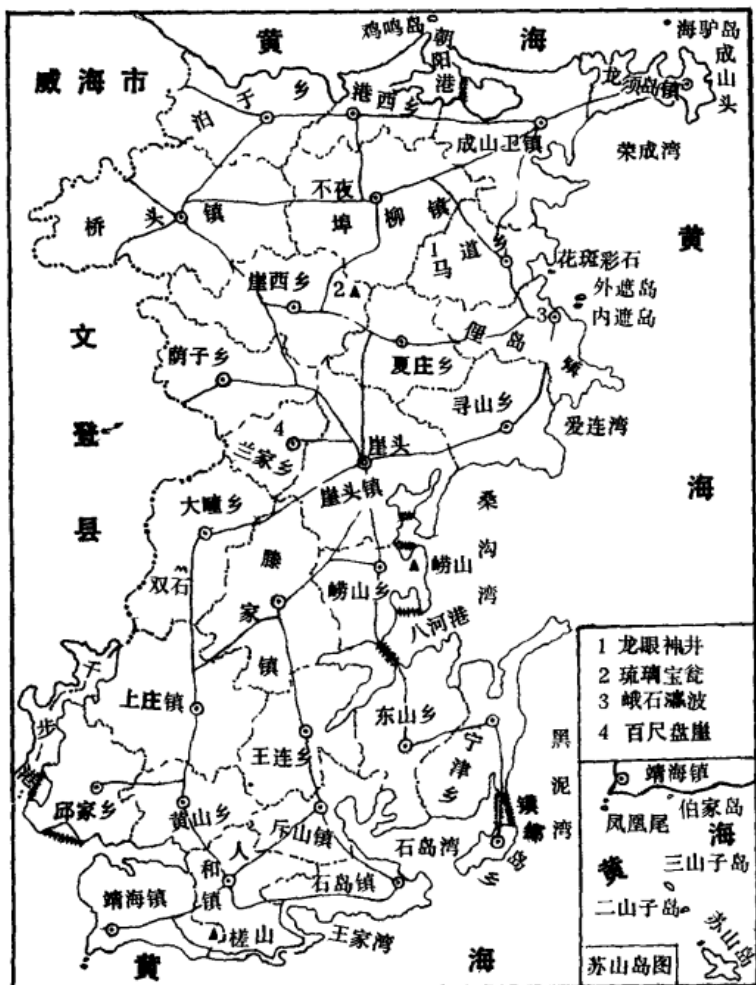 黄
鸡鸣岛
朝阳港
海
海驴岛
成山头
威海市
泊于乡
港西乡
龙须岛镇
成山卫镇
荣成湾
桥头镇
不夜
埠柳镇
黄
1
马道乡
花斑彩石
崖西乡
2
外遮岛
3
内遮岛
俚岛镇
文
荫子乡
夏庄乡
寻山乡
爱连湾
登
4
兰家乡
崖头
崖头镇
海
县
大疃乡
桑沟湾
双石
滕家镇
崂山乡
崂山
八河港
上庄镇
东山乡
宁津乡
黑泥湾
王连乡
邱家乡
黄山乡
斥山镇
石岛湾
岛乡
人和镇
石岛镇
靖海镇
槎山
王家湾
黄
海
1 龙眼神井
2 琉璃宝瓮
3 峨石瀛波
4 百尺盘崖
靖海镇
凤凰尾
伯家岛
黄
海
三山子岛
二山子岛
苏山岛
苏山岛图